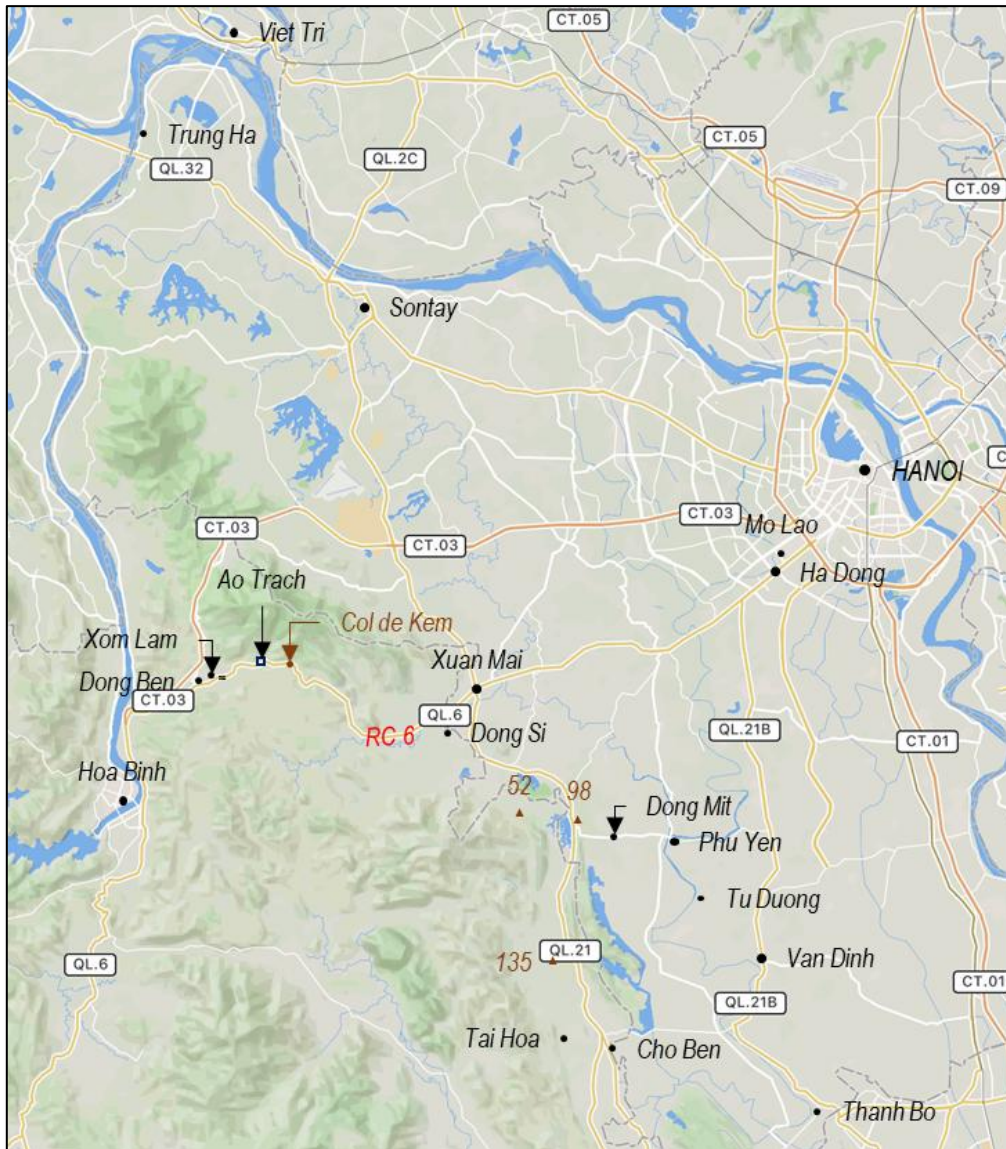 Viet Tri
CT.05
Trung Ha
CT.05
QL.2C
QL.32
CT.09
Sontay
HANOI
CT.03
CT.03
Mo Lao
CT.03
Ha Dong
Ao Trach
Col de Kem
Xom Lam
Xuan Mai
Dong Ben
CT.03
QL.6
RC 6
Dong Si
QL.21B
CT.01
Hoa Binh
52
98
Dong Mit
Phu Yen
Tu Duong
135
QL.21
Van Dinh
QL.6
CT.01
QL.21B
Tai Hoa
Cho Ben
Thanh Bo